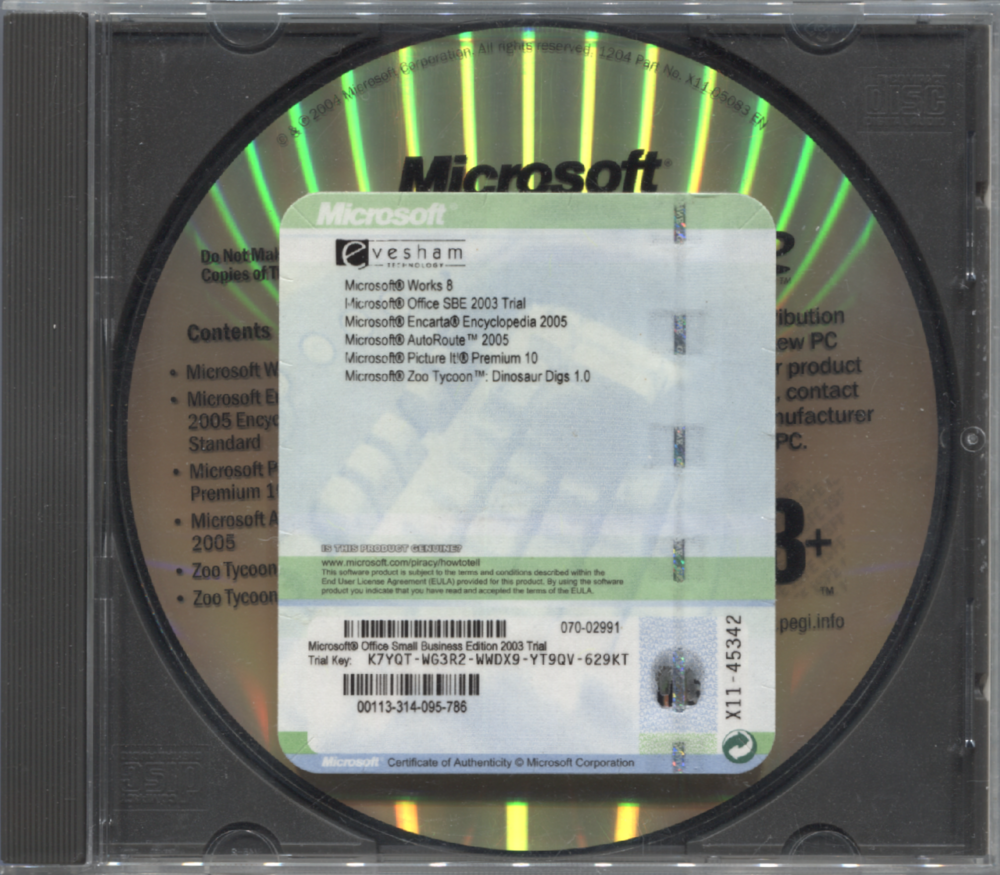 ℗ & © 2004 Microsoft Corporation. All rights reserved. 1204 Part No. X11-05083 EN
Microsoft®
Do Not Mak
Copies of T
Contents
• Microsoft W
• Microsoft En
2005 Encyc
Standard
• Microsoft P
Premium 1
• Microsoft A
2005
• Zoo Tycoon
• Zoo Tycoon
Microsoft®
evesham
TECHNOLOGY
Microsoft® Works 8
Microsoft® Office SBE 2003 Trial
Microsoft® Encarta® Encyclopedia 2005
Microsoft® AutoRoute™ 2005
Microsoft® Picture It!® Premium 10
Microsoft® Zoo Tycoon™: Dinosaur Digs 1.0
IS THIS PRODUCT GENUINE?
www.microsoft.com/piracy/howtotell
This software product is subject to the terms and conditions described within the
End User License Agreement (EULA) provided for this product. By using the software
product you indicate that you have read and accepted the terms of the EULA.
070-02991
Microsoft® Office Small Business Edition 2003 Trial
Trial Key: K7YQT-WG3R2-WWDX9-YT9QV-629KT
00113-314-095-786
X11-45342
Microsoft Certificate of Authenticity © Microsoft Corporation
ibution
ew PC
r product
, contact
nufacturer
PC.
3+
™
.pegi.info